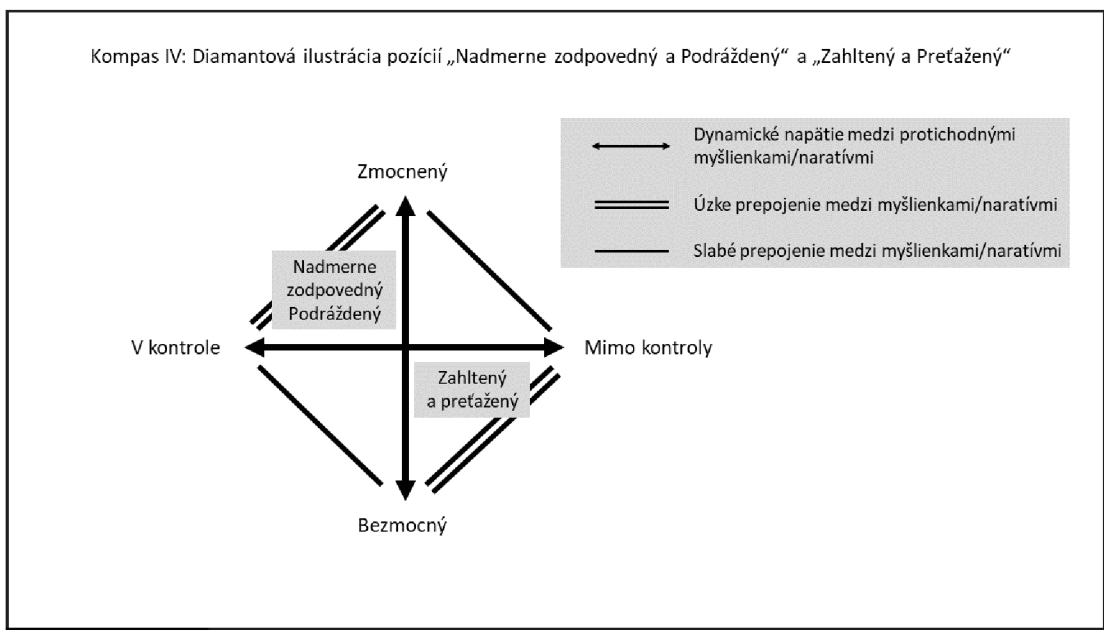 Kompas IV: Diamantová ilustrácia pozícií „Nadmerne zodpovedný a Podráždený“ a „Zahltený a Preťažený“
Dynamické napätie medzi protichodnými
myšlienkami/naratívmi
Úzke prepojenie medzi myšlienkami/naratívmi
Slabé prepojenie medzi myšlienkami/naratívmi
Zmocnený
Nadmerne
zodpovedný
Podráždený
V kontrole
Mimo kontroly
Zahltený
a preťažený
Bezmocný